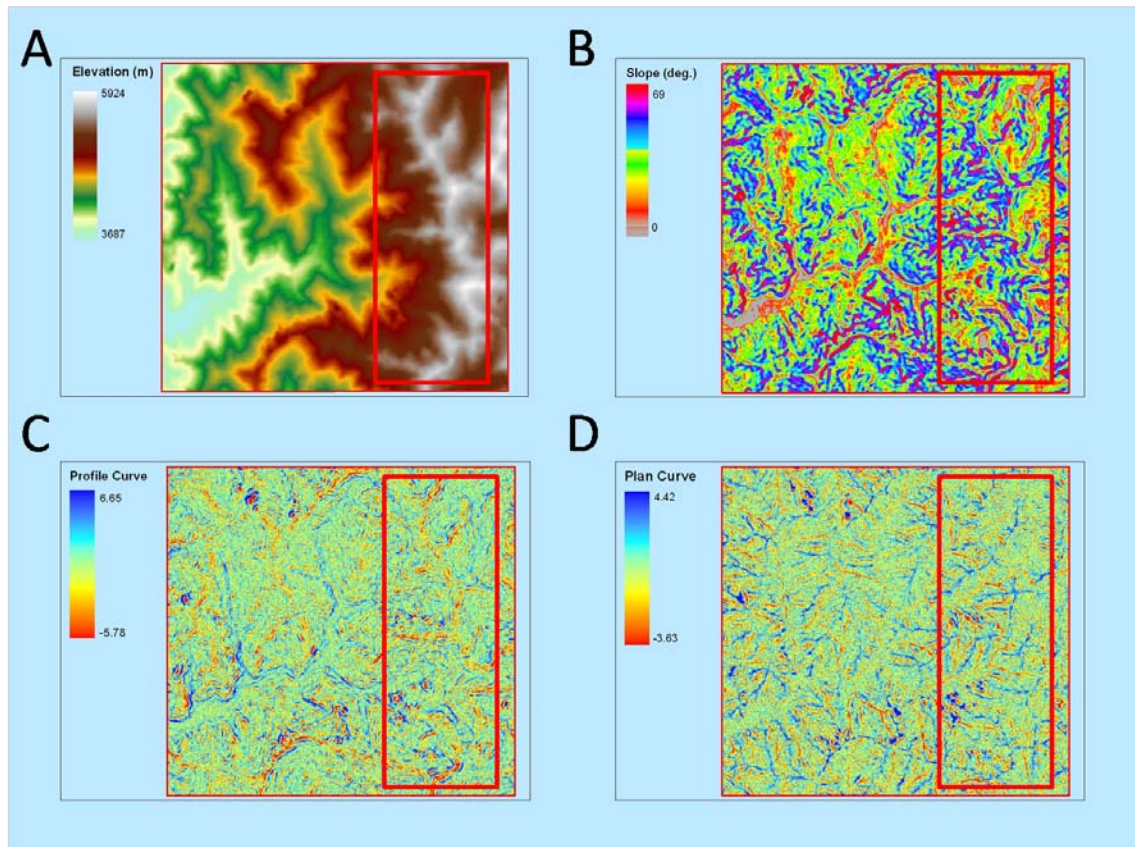 A
Elevation (m)
5924
3687
B
Slope (deg.)
69
0
C
Profile Curve
6.65
-5.78
D
Plan Curve
4.42
-3.63